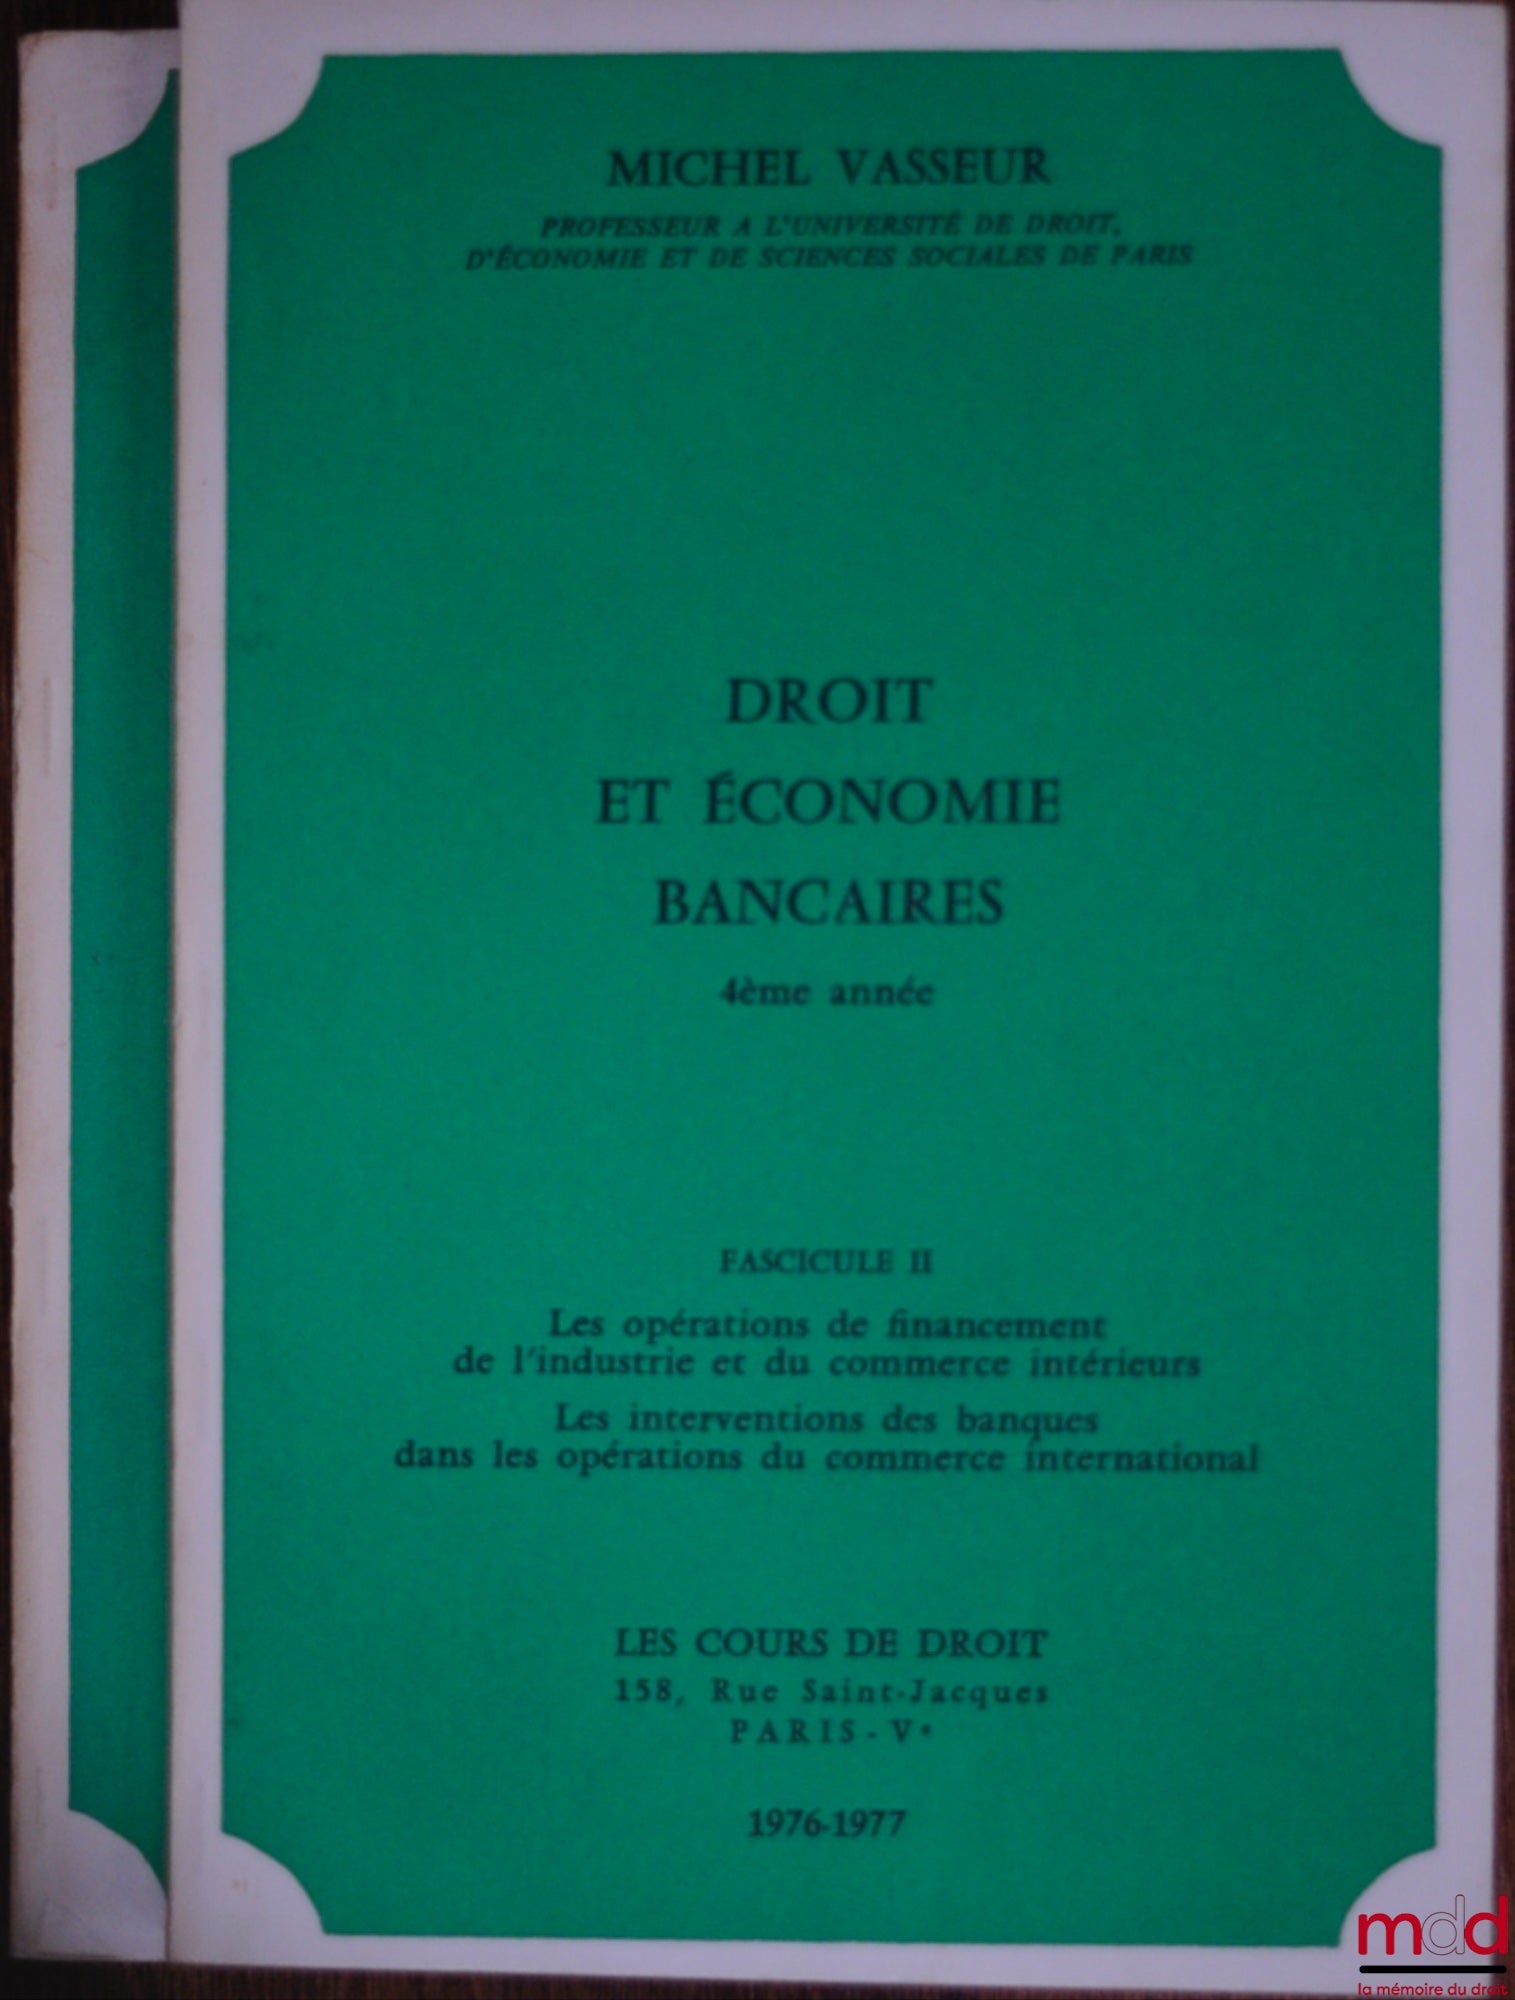 MICHEL VASSEUR
PROFESSEUR A L'UNIVERSITÉ DE DROIT,
D'ÉCONOMIE ET DE SCIENCES SOCIALES DE PARIS
DROIT
ET ÉCONOMIE
BANCAIRES
4ème année
FASCICULE II
Les opérations de financement
de l'industrie et du commerce intérieurs
Les interventions des banques
dans les opérations du commerce international
LES COURS DE DROIT
158, Rue Saint-Jacques
PARIS - Ve
1976-1977
mdd
la mémoire du droit